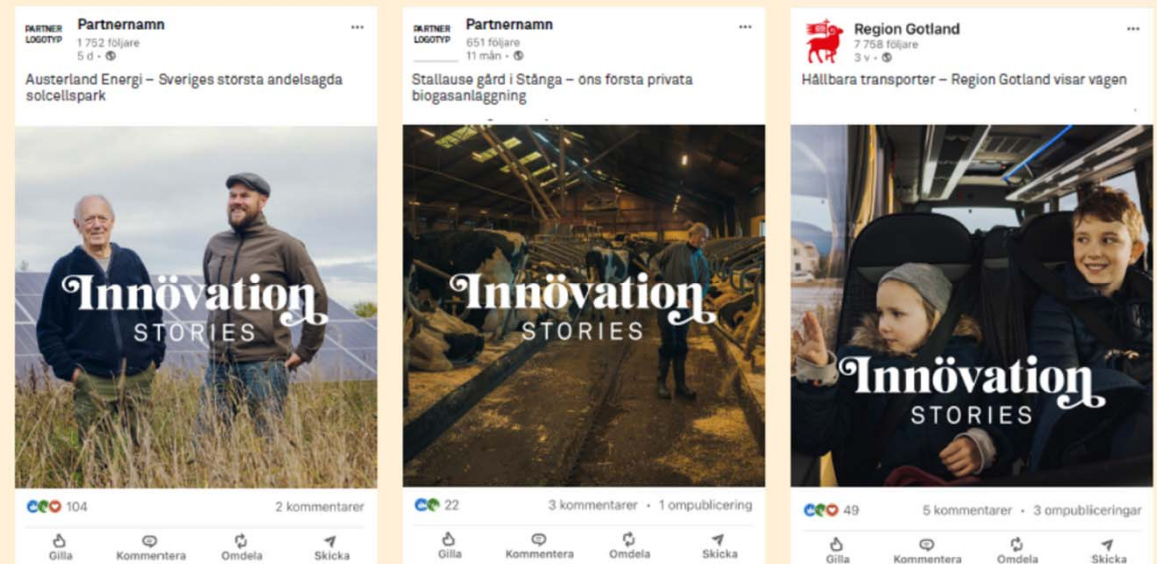 PARTNER
LOGOTYP
Partnernamn
1 752 följare
5 d •
Austerland Energi – Sveriges största andelsägda
solcellspark
Innövation
STORIES
104
2 kommentarer
Gilla
Kommentera
Omdela
Skicka
PARTNER
LOGOTYP
Partnernamn
651 följare
11 mån •
Stallause gård i Stånga – öns första privata
biogasanläggning
Innövation
STORIES
22
3 kommentarer • 1 ompublicering
Gilla
Kommentera
Omdela
Skicka
Region Gotland
7 758 följare
3 v •
Hållbara transporter – Region Gotland visar vägen
Innövation
STORIES
49
5 kommentarer • 3 ompubliceringar
Gilla
Kommentera
Omdela
Skicka